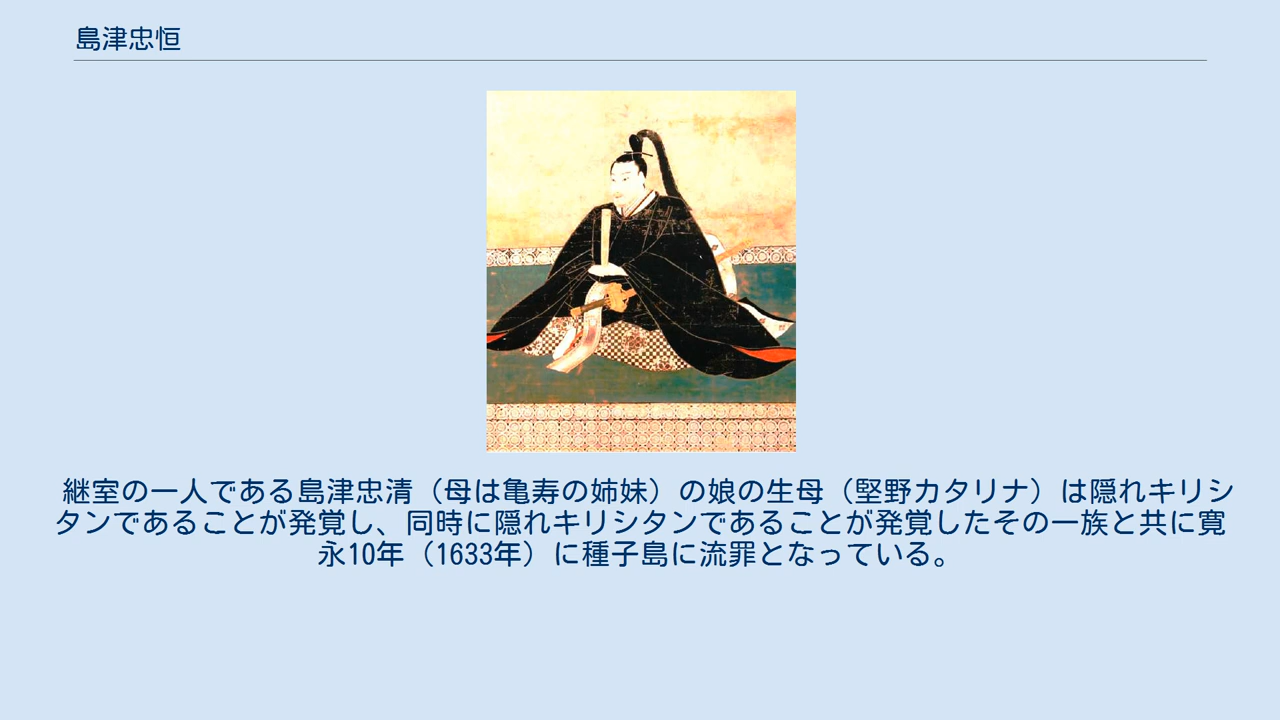 島津忠恒
継室の一人である島津忠清（母は亀寿の姉妹）の娘の生母（堅野カタリナ）は隠れキリシ
タンであることが発覚し、同時に隠れキリシタンであることが発覚したその一族と共に寛
永10年（1633年）に種子島に流罪となっている。